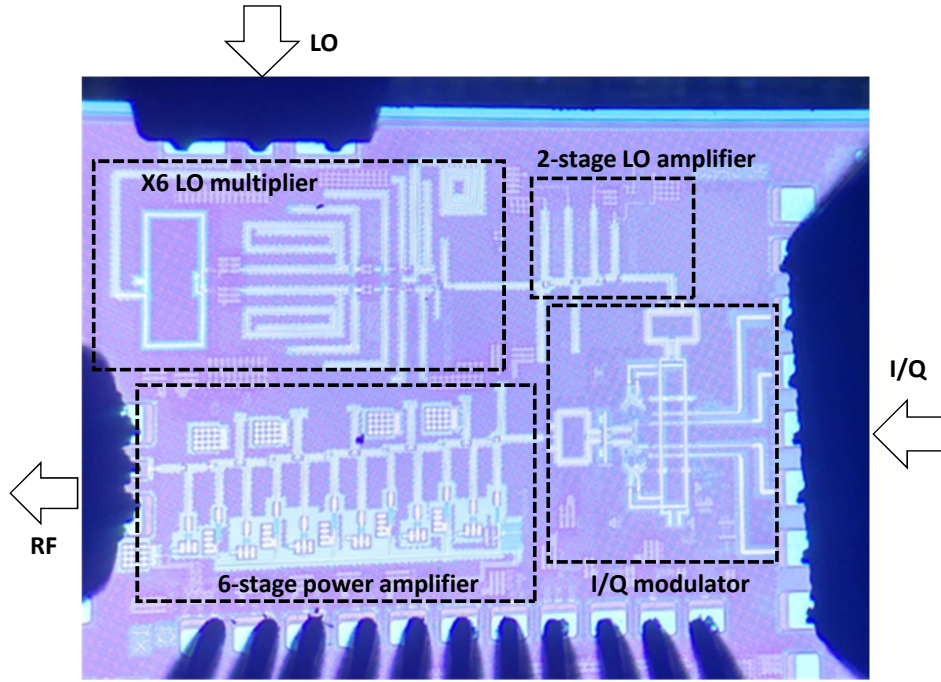 LO
2-stage LO amplifier
X6 LO multiplier
I/Q
RF
6-stage power amplifier
I/Q modulator